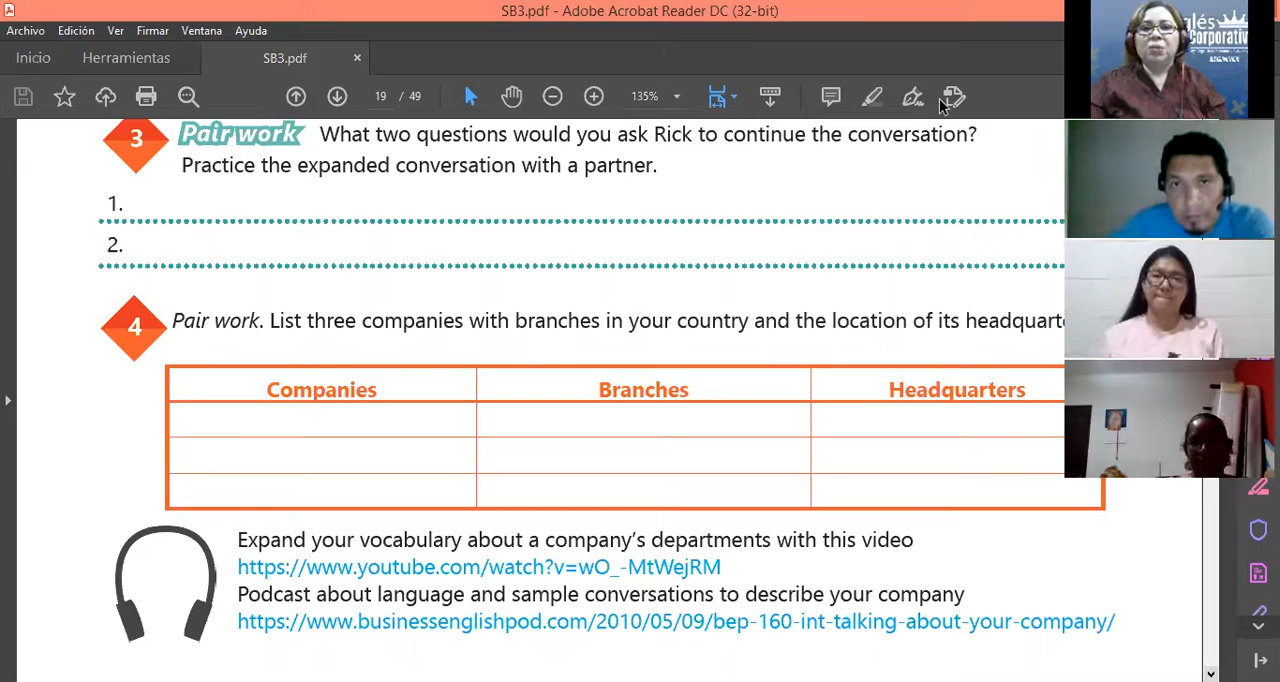 SB3.pdf - Adobe Acrobat Reader DC (32-bit)
Archivo Edición Ver Firmar Ventana Ayuda
Inicio Herramientas SB3.pdf ×
19 / 49 135%
3 Pair work What two questions would you ask Rick to continue the conversation?
Practice the expanded conversation with a partner.
1.
2.
4 Pair work. List three companies with branches in your country and the location of its headquart
Companies Branches Headquarters
Expand your vocabulary about a company's departments with this video
https://www.youtube.com/watch?v=wO_-MtWejRM
Podcast about language and sample conversations to describe your company
https://www.businessenglishpod.com/2010/05/09/bep-160-int-talking-about-your-company/
glés
Corporativ